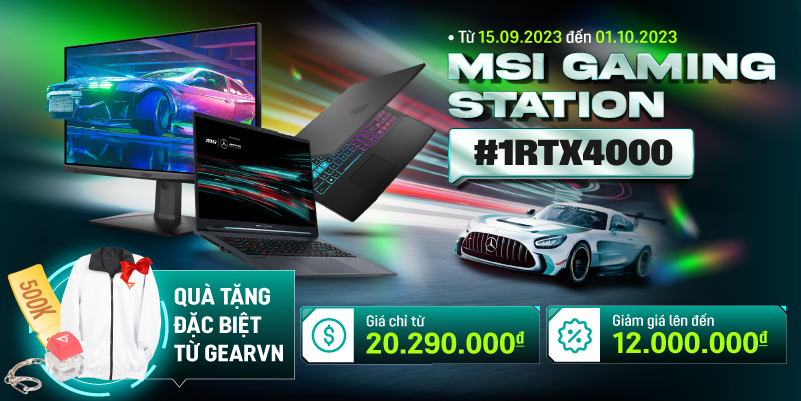 • Từ 15.09.2023 đến 01.10.2023
MSI GAMING
STATION
#1RTX4000
msi
500K
QUÀ TẶNG
ĐẶC BIỆT
TỪ GEARVN
Giá chỉ từ
20.290.000đ
Giảm giá lên đến
12.000.000đ